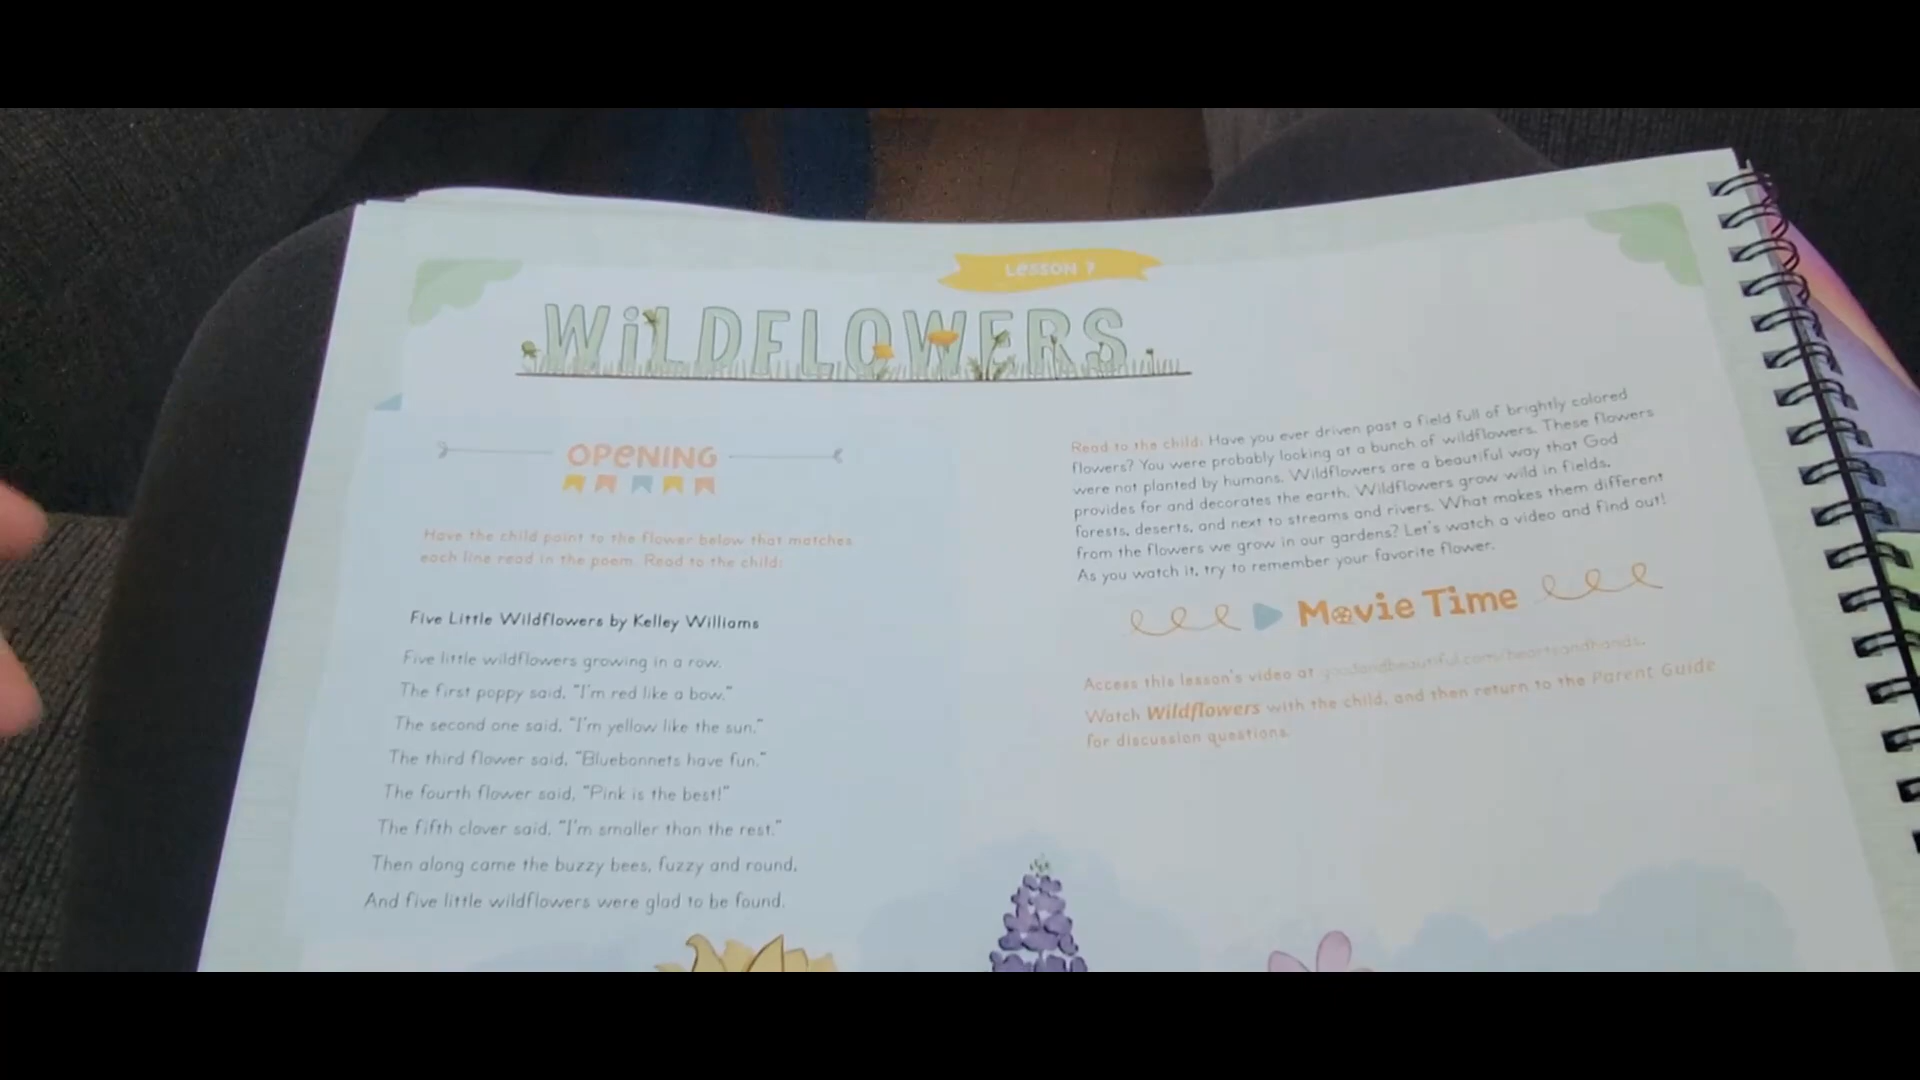 Lesson 7
WiLDFLOWERS
OPeNING
Have the child point to the flower below that matches
each line read in the poem. Read to the child:
Five Little Wildflowers by Kelley Williams
Five little wildflowers growing in a row.
The first poppy said, "I'm red like a bow."
The second one said, "I'm yellow like the sun."
The third flower said, "Bluebonnets have fun."
The fourth flower said, "Pink is the best!"
The fifth clover said, "I'm smaller than the rest."
Then along came the buzzy bees, fuzzy and round,
And five little wildflowers were glad to be found.
Read to the child: Have you ever driven past a field full of brightly colored
flowers? You were probably looking at a bunch of wildflowers. These flowers
were not planted by humans. Wildflowers are a beautiful way that God
provides for and decorates the earth. Wildflowers grow wild in fields,
forests, deserts, and next to streams and rivers. What makes them different
from the flowers we grow in our gardens? Let's watch a video and find out!
As you watch it, try to remember your favorite flower.
Movie Time
Access this lesson's video at goodandbeautiful.com/heartsandhands.
Watch Wildflowers with the child, and then return to the Parent Guide
for discussion questions.